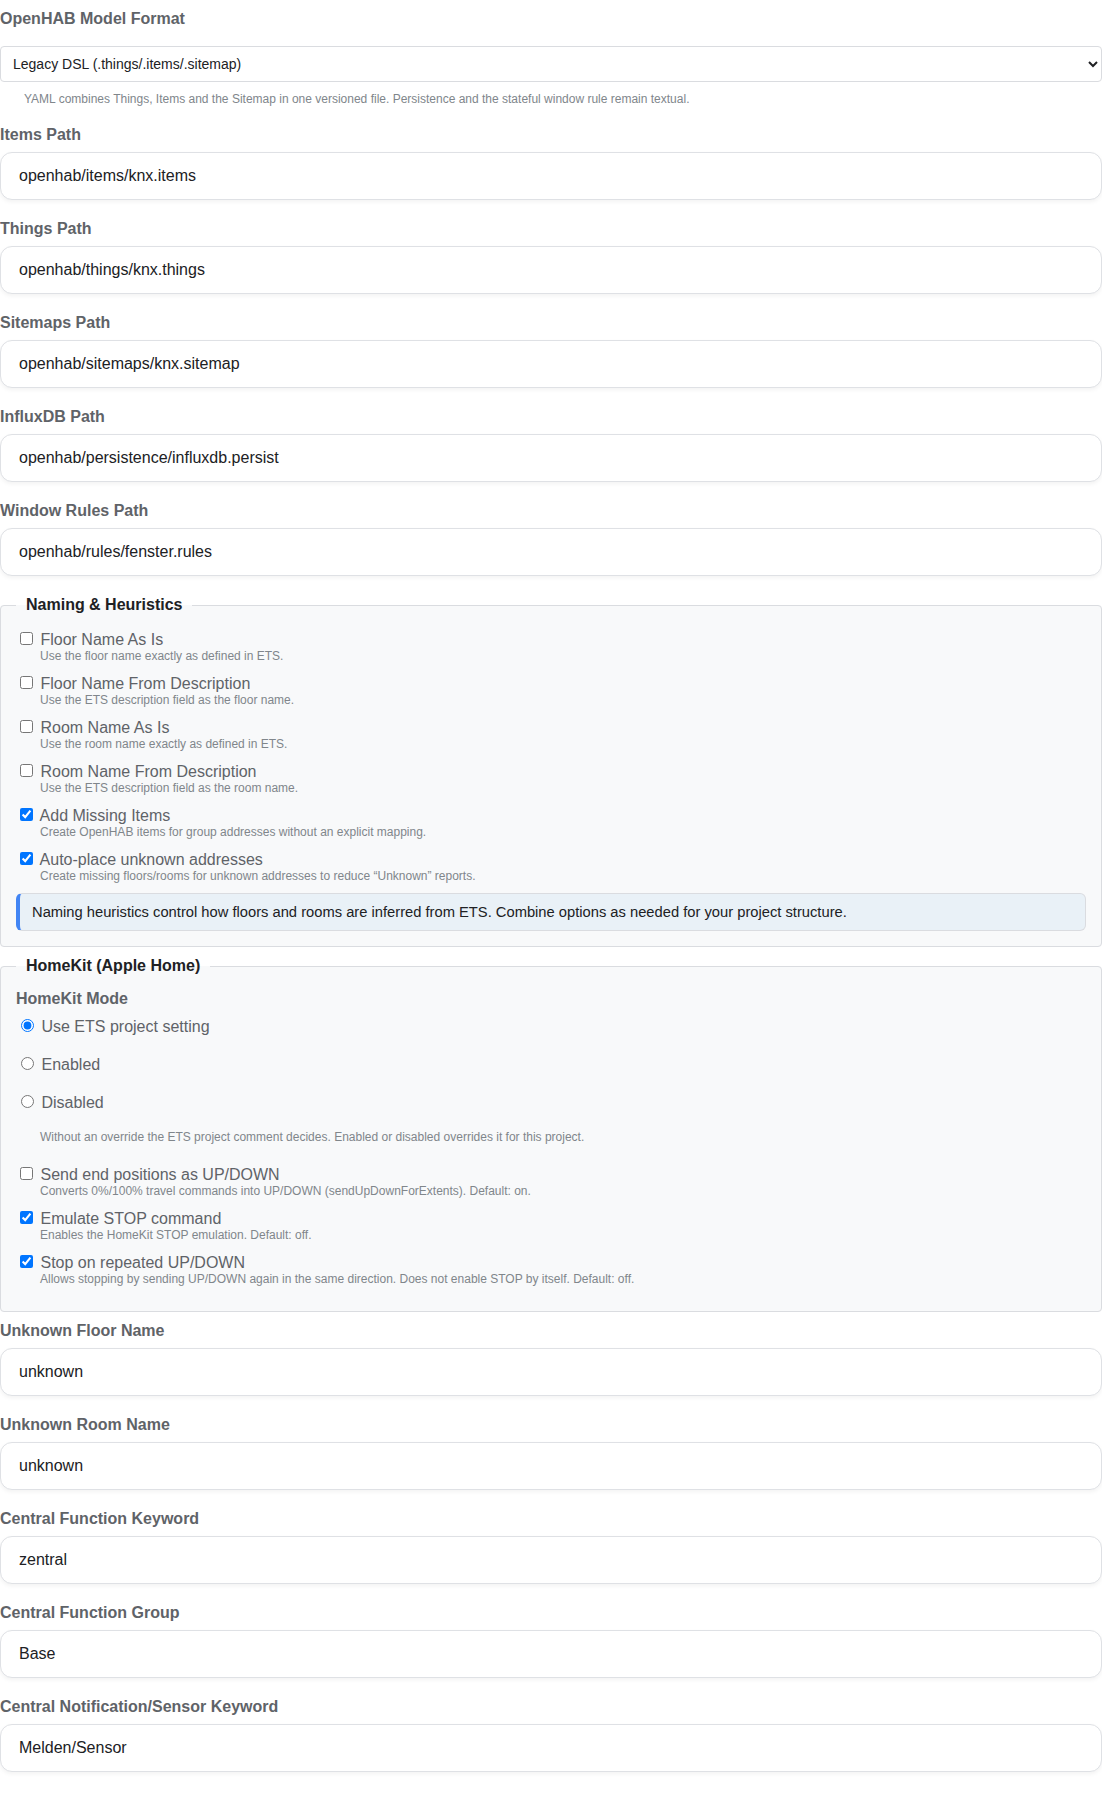 OpenHAB Model Format
Legacy DSL (.things/.items/.sitemap)
YAML combines Things, Items and the Sitemap in one versioned file. Persistence and the stateful window rule remain textual.
Items Path
openhab/items/knx.items
Things Path
openhab/things/knx.things
Sitemaps Path
openhab/sitemaps/knx.sitemap
InfluxDB Path
openhab/persistence/influxdb.persist
Window Rules Path
openhab/rules/fenster.rules
Naming & Heuristics
Floor Name As Is
Use the floor name exactly as defined in ETS.
Floor Name From Description
Use the ETS description field as the floor name.
Room Name As Is
Use the room name exactly as defined in ETS.
Room Name From Description
Use the ETS description field as the room name.
Add Missing Items
Create OpenHAB items for group addresses without an explicit mapping.
Auto-place unknown addresses
Create missing floors/rooms for unknown addresses to reduce “Unknown” reports.
Naming heuristics control how floors and rooms are inferred from ETS. Combine options as needed for your project structure.
HomeKit (Apple Home)
HomeKit Mode
Use ETS project setting
Enabled
Disabled
Without an override the ETS project comment decides. Enabled or disabled overrides it for this project.
Send end positions as UP/DOWN
Converts 0%/100% travel commands into UP/DOWN (sendUpDownForExtents). Default: on.
Emulate STOP command
Enables the HomeKit STOP emulation. Default: off.
Stop on repeated UP/DOWN
Allows stopping by sending UP/DOWN again in the same direction. Does not enable STOP by itself. Default: off.
Unknown Floor Name
unknown
Unknown Room Name
unknown
Central Function Keyword
zentral
Central Function Group
Base
Central Notification/Sensor Keyword
Melden/Sensor